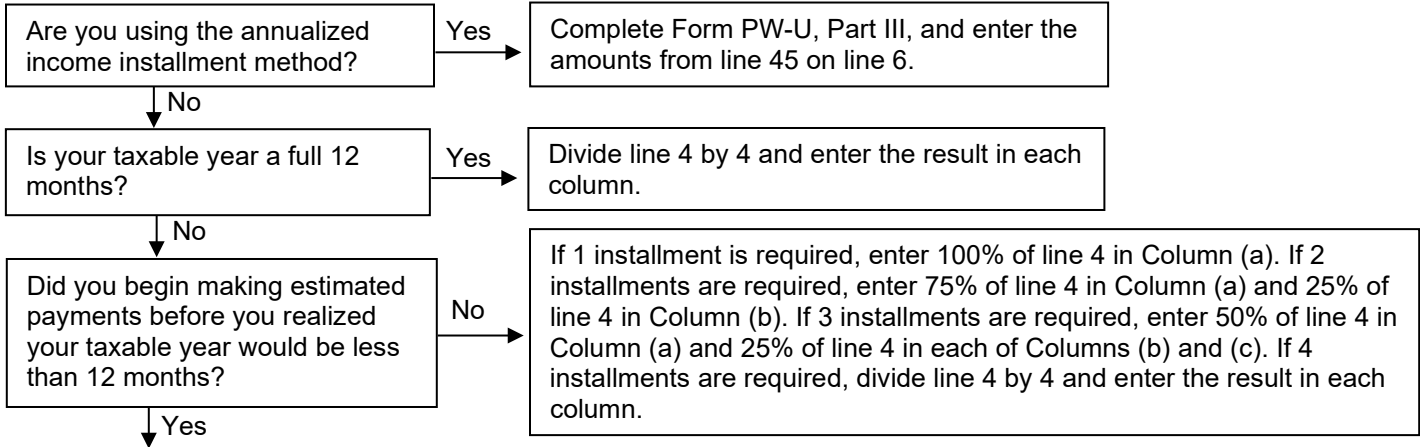 Are you using the annualized
income installment method?
Yes
Complete Form PW-U, Part III, and enter the
amounts from line 45 on line 6.
No
Is your taxable year a full 12
months?
Yes
Divide line 4 by 4 and enter the result in each
column.
No
Did you begin making estimated
payments before you realized
your taxable year would be less
than 12 months?
No
If 1 installment is required, enter 100% of line 4 in Column (a). If 2
installments are required, enter 75% of line 4 in Column (a) and 25% of
line 4 in Column (b). If 3 installments are required, enter 50% of line 4 in
Column (a) and 25% of line 4 in each of Columns (b) and (c). If 4
installments are required, divide line 4 by 4 and enter the result in each
column.
Yes